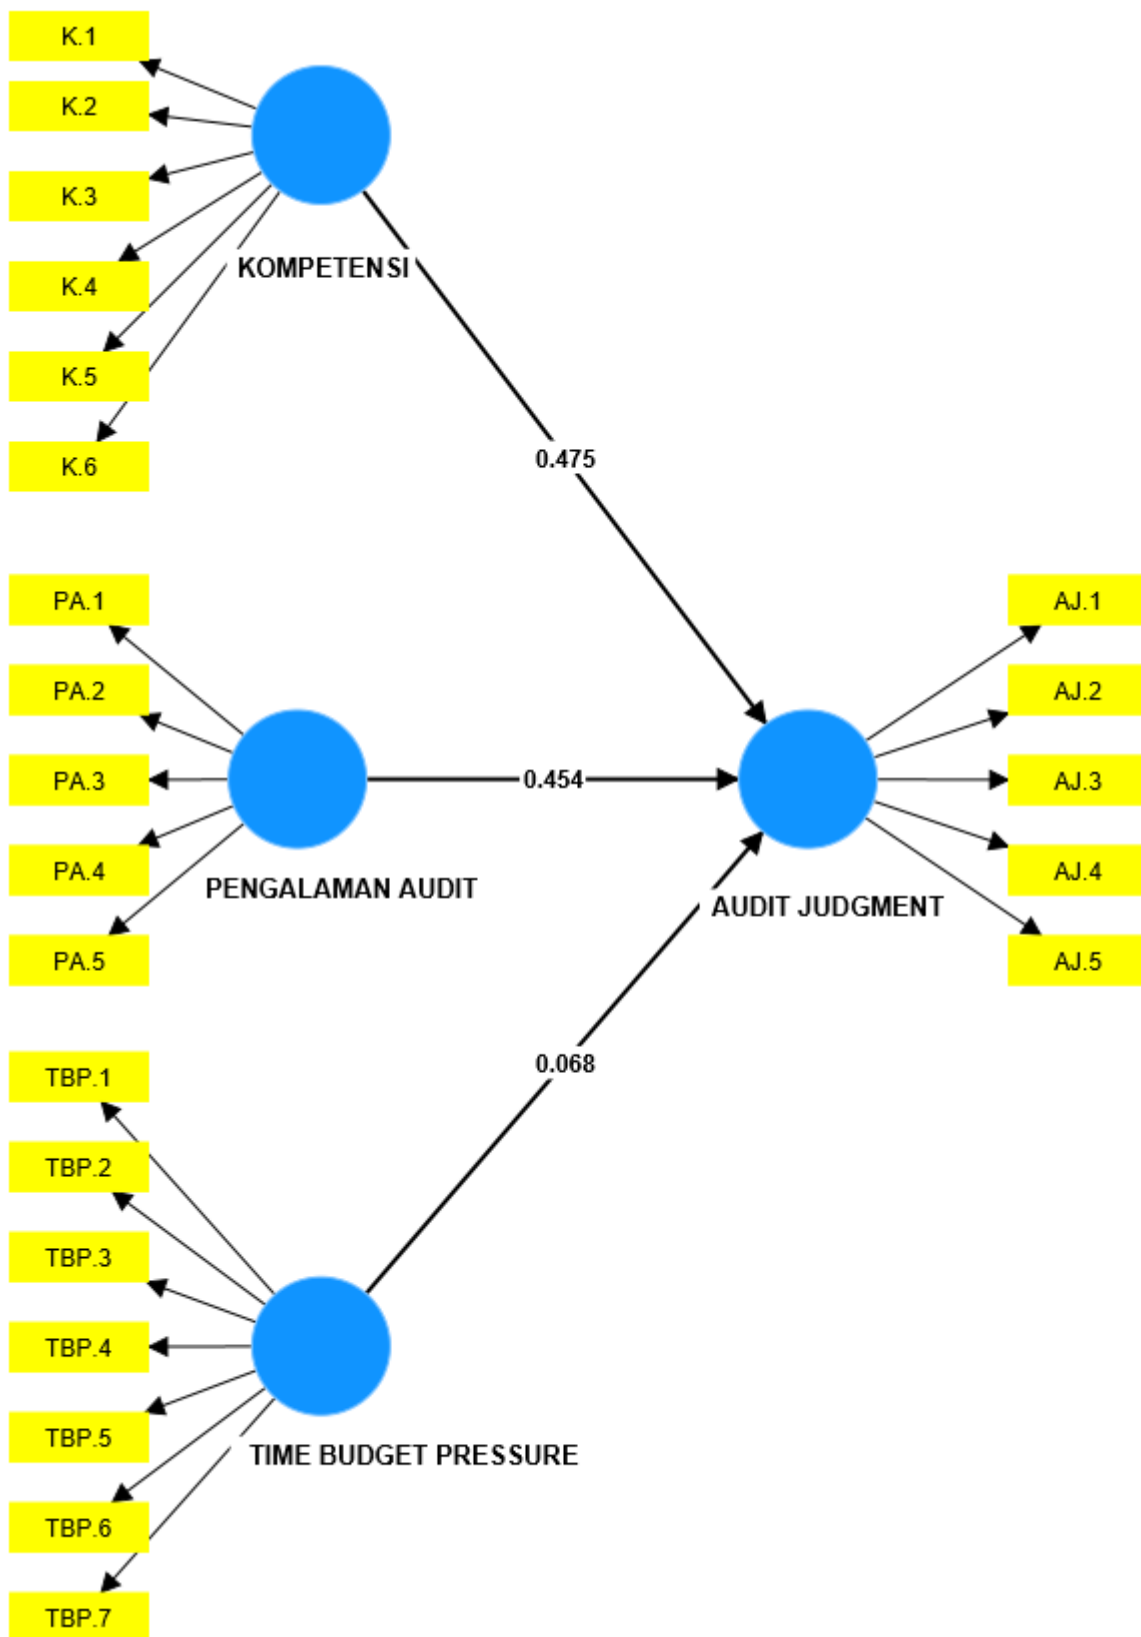 K.1
K.2
K.3
K.4
K.5
K.6
KOMPETENSI
0.475
PA.1
PA.2
PA.3
PA.4
PA.5
PENGALAMAN AUDIT
0.454
AUDIT JUDGMENT
AJ.1
AJ.2
AJ.3
AJ.4
AJ.5
0.068
TBP.1
TBP.2
TBP.3
TBP.4
TBP.5
TBP.6
TBP.7
TIME BUDGET PRESSURE